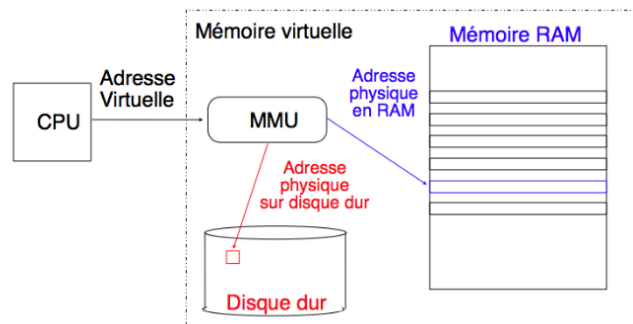 Mémoire virtuelle
Mémoire RAM
Adresse
Virtuelle
Adresse
physique
en RAM
CPU
MMU
Adresse
physique
sur disque dur
Disque dur